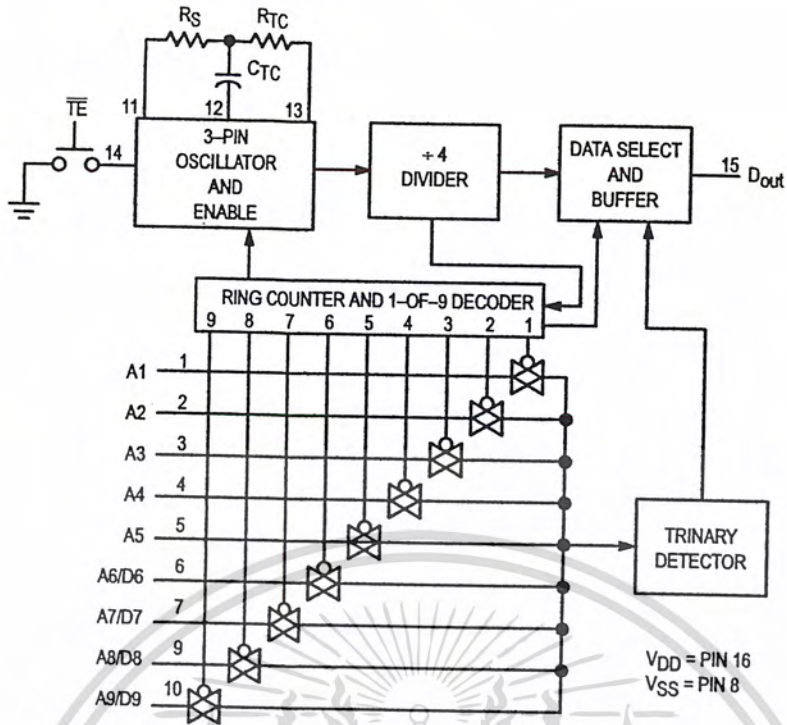 RS RTC
CTC
11 12 13
TE
14
3–PIN
OSCILLATOR
AND
ENABLE
÷ 4
DIVIDER
DATA SELECT
AND
BUFFER
15 Dout
RING COUNTER AND 1–OF–9 DECODER
9 8 7 6 5 4 3 2 1
A1 1
A2 2
A3 3
A4 4
A5 5
A6/D6 6
A7/D7 7
A8/D8 9
A9/D9 10
TRINARY
DETECTOR
VDD = PIN 16
VSS = PIN 8